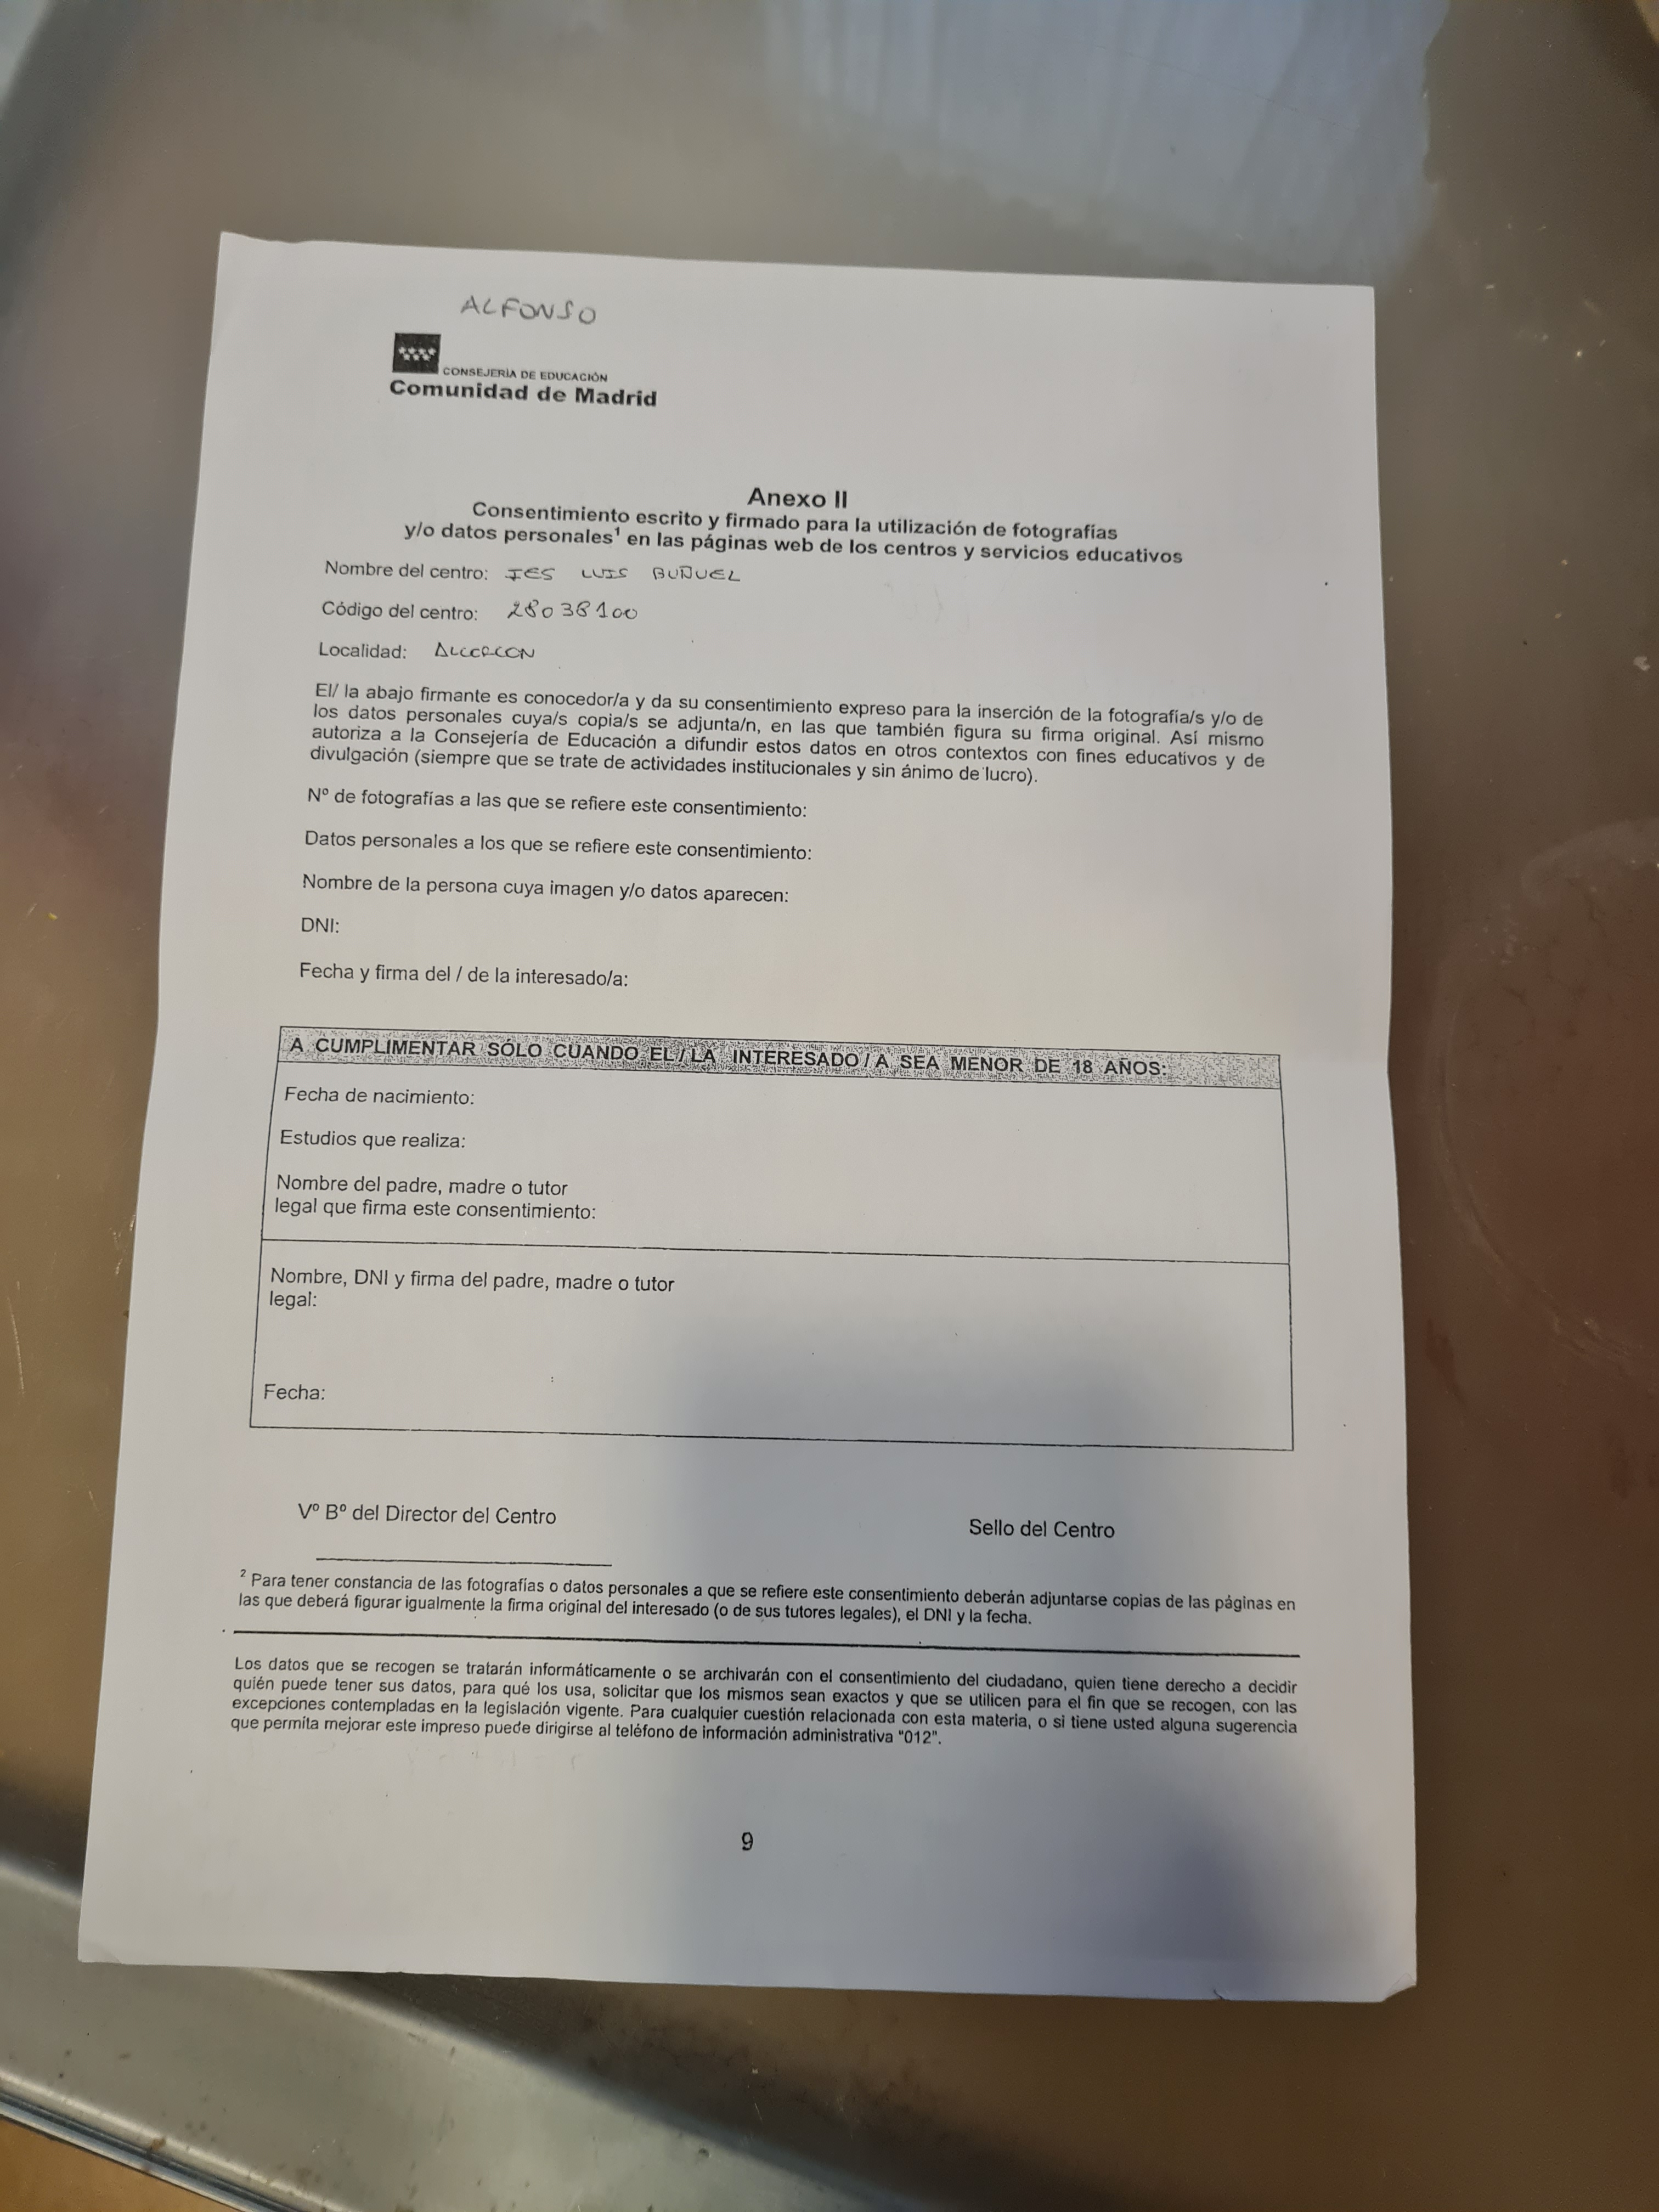 ALFONSO
CONSEJERÍA DE EDUCACIÓN
Comunidad de Madrid
Anexo II
Consentimiento escrito y firmado para la utilización de fotografías
y/o datos personales¹ en las páginas web de los centros y servicios educativos
Nombre del centro: IES LUIS BUÑUEL
Código del centro: 28038100
Localidad: ALCORCON
El/ la abajo firmante es conocedor/a y da su consentimiento expreso para la inserción de la fotografía/s y/o de
los datos personales cuya/s copia/s se adjunta/n, en las que también figura su firma original. Así mismo
autoriza a la Consejería de Educación a difundir estos datos en otros contextos con fines educativos y de
divulgación (siempre que se trate de actividades institucionales y sin ánimo de lucro).
Nº de fotografías a las que se refiere este consentimiento:
Datos personales a los que se refiere este consentimiento:
Nombre de la persona cuya imagen y/o datos aparecen:
DNI:
Fecha y firma del / de la interesado/a:
A CUMPLIMENTAR SÓLO CUANDO EL / LA INTERESADO / A SEA MENOR DE 18 AÑOS:
Fecha de nacimiento:
Estudios que realiza:
Nombre del padre, madre o tutor
legal que firma este consentimiento:
Nombre, DNI y firma del padre, madre o tutor
legal:
Fecha:
Vº Bº del Director del Centro
Sello del Centro
² Para tener constancia de las fotografías o datos personales a que se refiere este consentimiento deberán adjuntarse copias de las páginas en
las que deberá figurar igualmente la firma original del interesado (o de sus tutores legales), el DNI y la fecha.
Los datos que se recogen se tratarán informáticamente o se archivarán con el consentimiento del ciudadano, quien tiene derecho a decidir
quién puede tener sus datos, para qué los usa, solicitar que los mismos sean exactos y que se utilicen para el fin que se recogen, con las
excepciones contempladas en la legislación vigente. Para cualquier cuestión relacionada con esta materia, o si tiene usted alguna sugerencia
que permita mejorar este impreso puede dirigirse al teléfono de información administrativa "012".
9